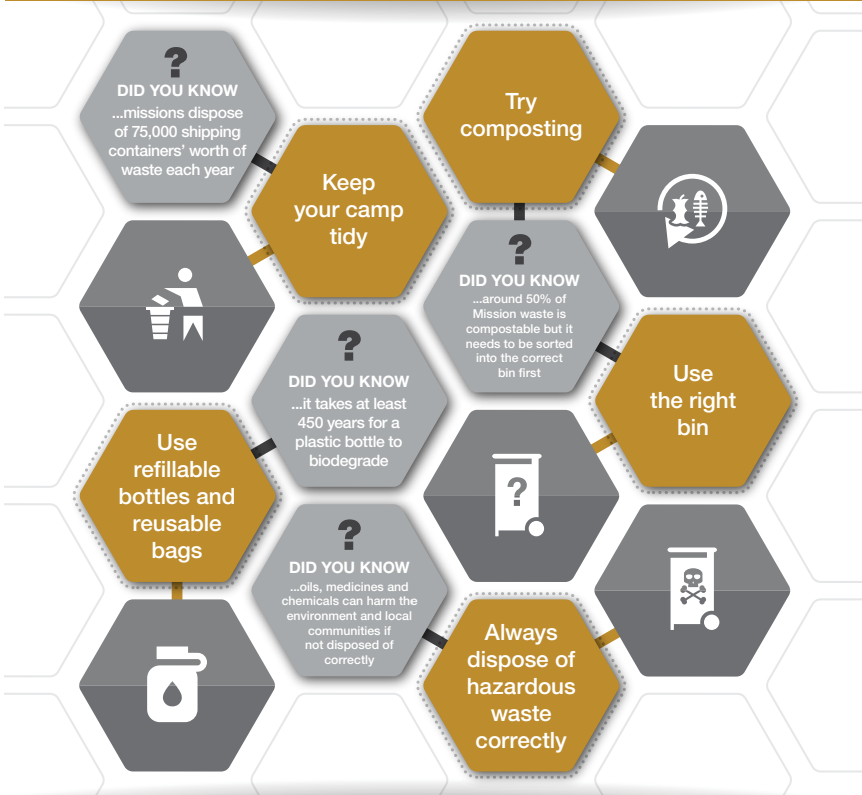 ?
DID YOU KNOW
...missions dispose
of 75,000 shipping
containers' worth of
waste each year
Keep
your camp
tidy
Try
composting
?
DID YOU KNOW
...around 50% of
Mission waste is
compostable but it
needs to be sorted
into the correct
bin first
Use
the right
bin
?
?
DID YOU KNOW
...it takes at least
450 years for a
plastic bottle to
biodegrade
Use
refillable
bottles and
reusable
bags
?
DID YOU KNOW
...oils, medicines and
chemicals can harm the
environment and local
communities if
not disposed of
correctly
Always
dispose of
hazardous
waste
correctly